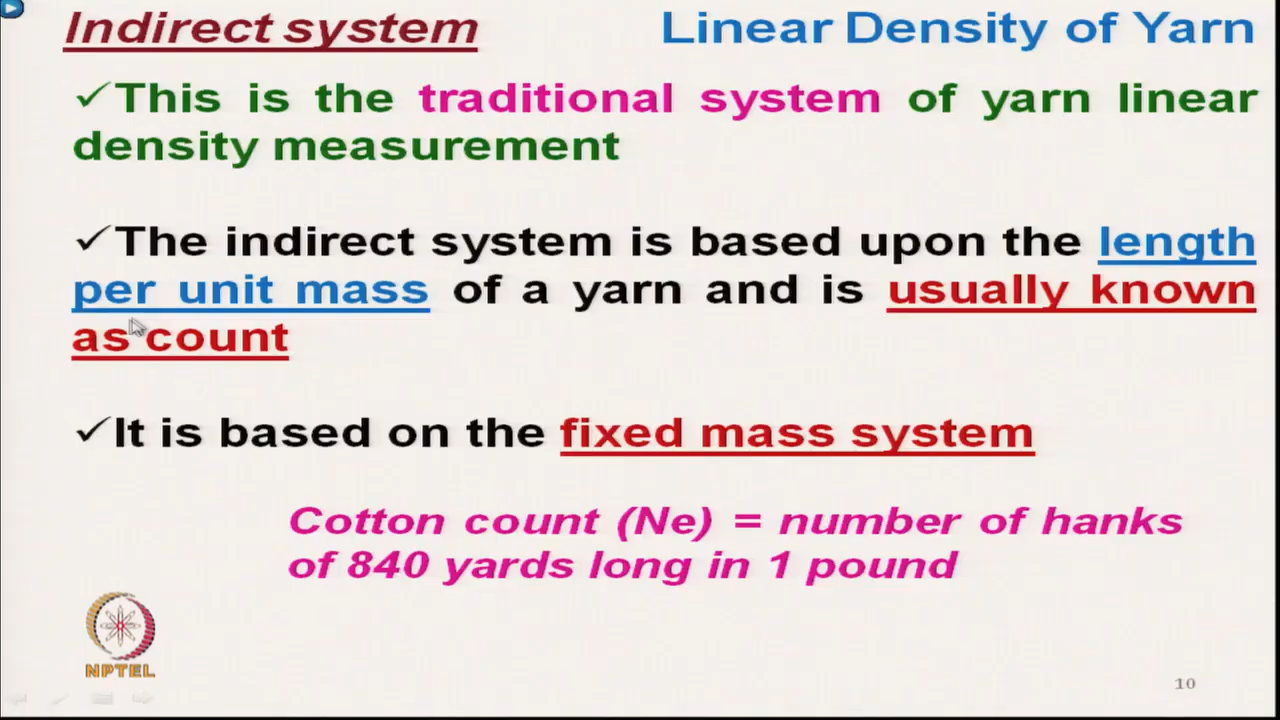 Indirect system
Linear Density of Yarn
✓This is the traditional system of yarn linear
density measurement
✓The indirect system is based upon the length
per unit mass of a yarn and is usually known
as count
✓It is based on the fixed mass system
Cotton count (Ne) = number of hanks
of 840 yards long in 1 pound
NPTEL
10